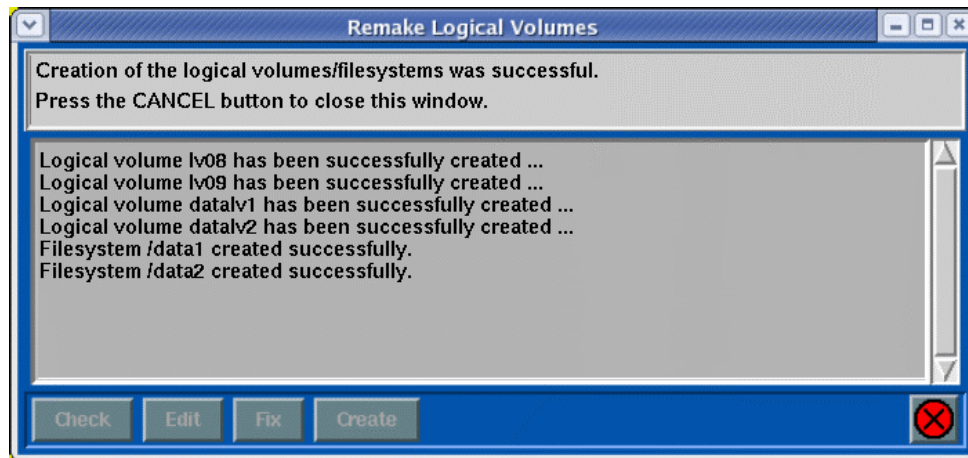 Remake Logical Volumes
Creation of the logical volumes/filesystems was successful.
Press the CANCEL button to close this window.
Logical volume lv08 has been successfully created ...
Logical volume lv09 has been successfully created ...
Logical volume datalv1 has been successfully created ...
Logical volume datalv2 has been successfully created ...
Filesystem /data1 created successfully.
Filesystem /data2 created successfully.
Check Edit Fix Create